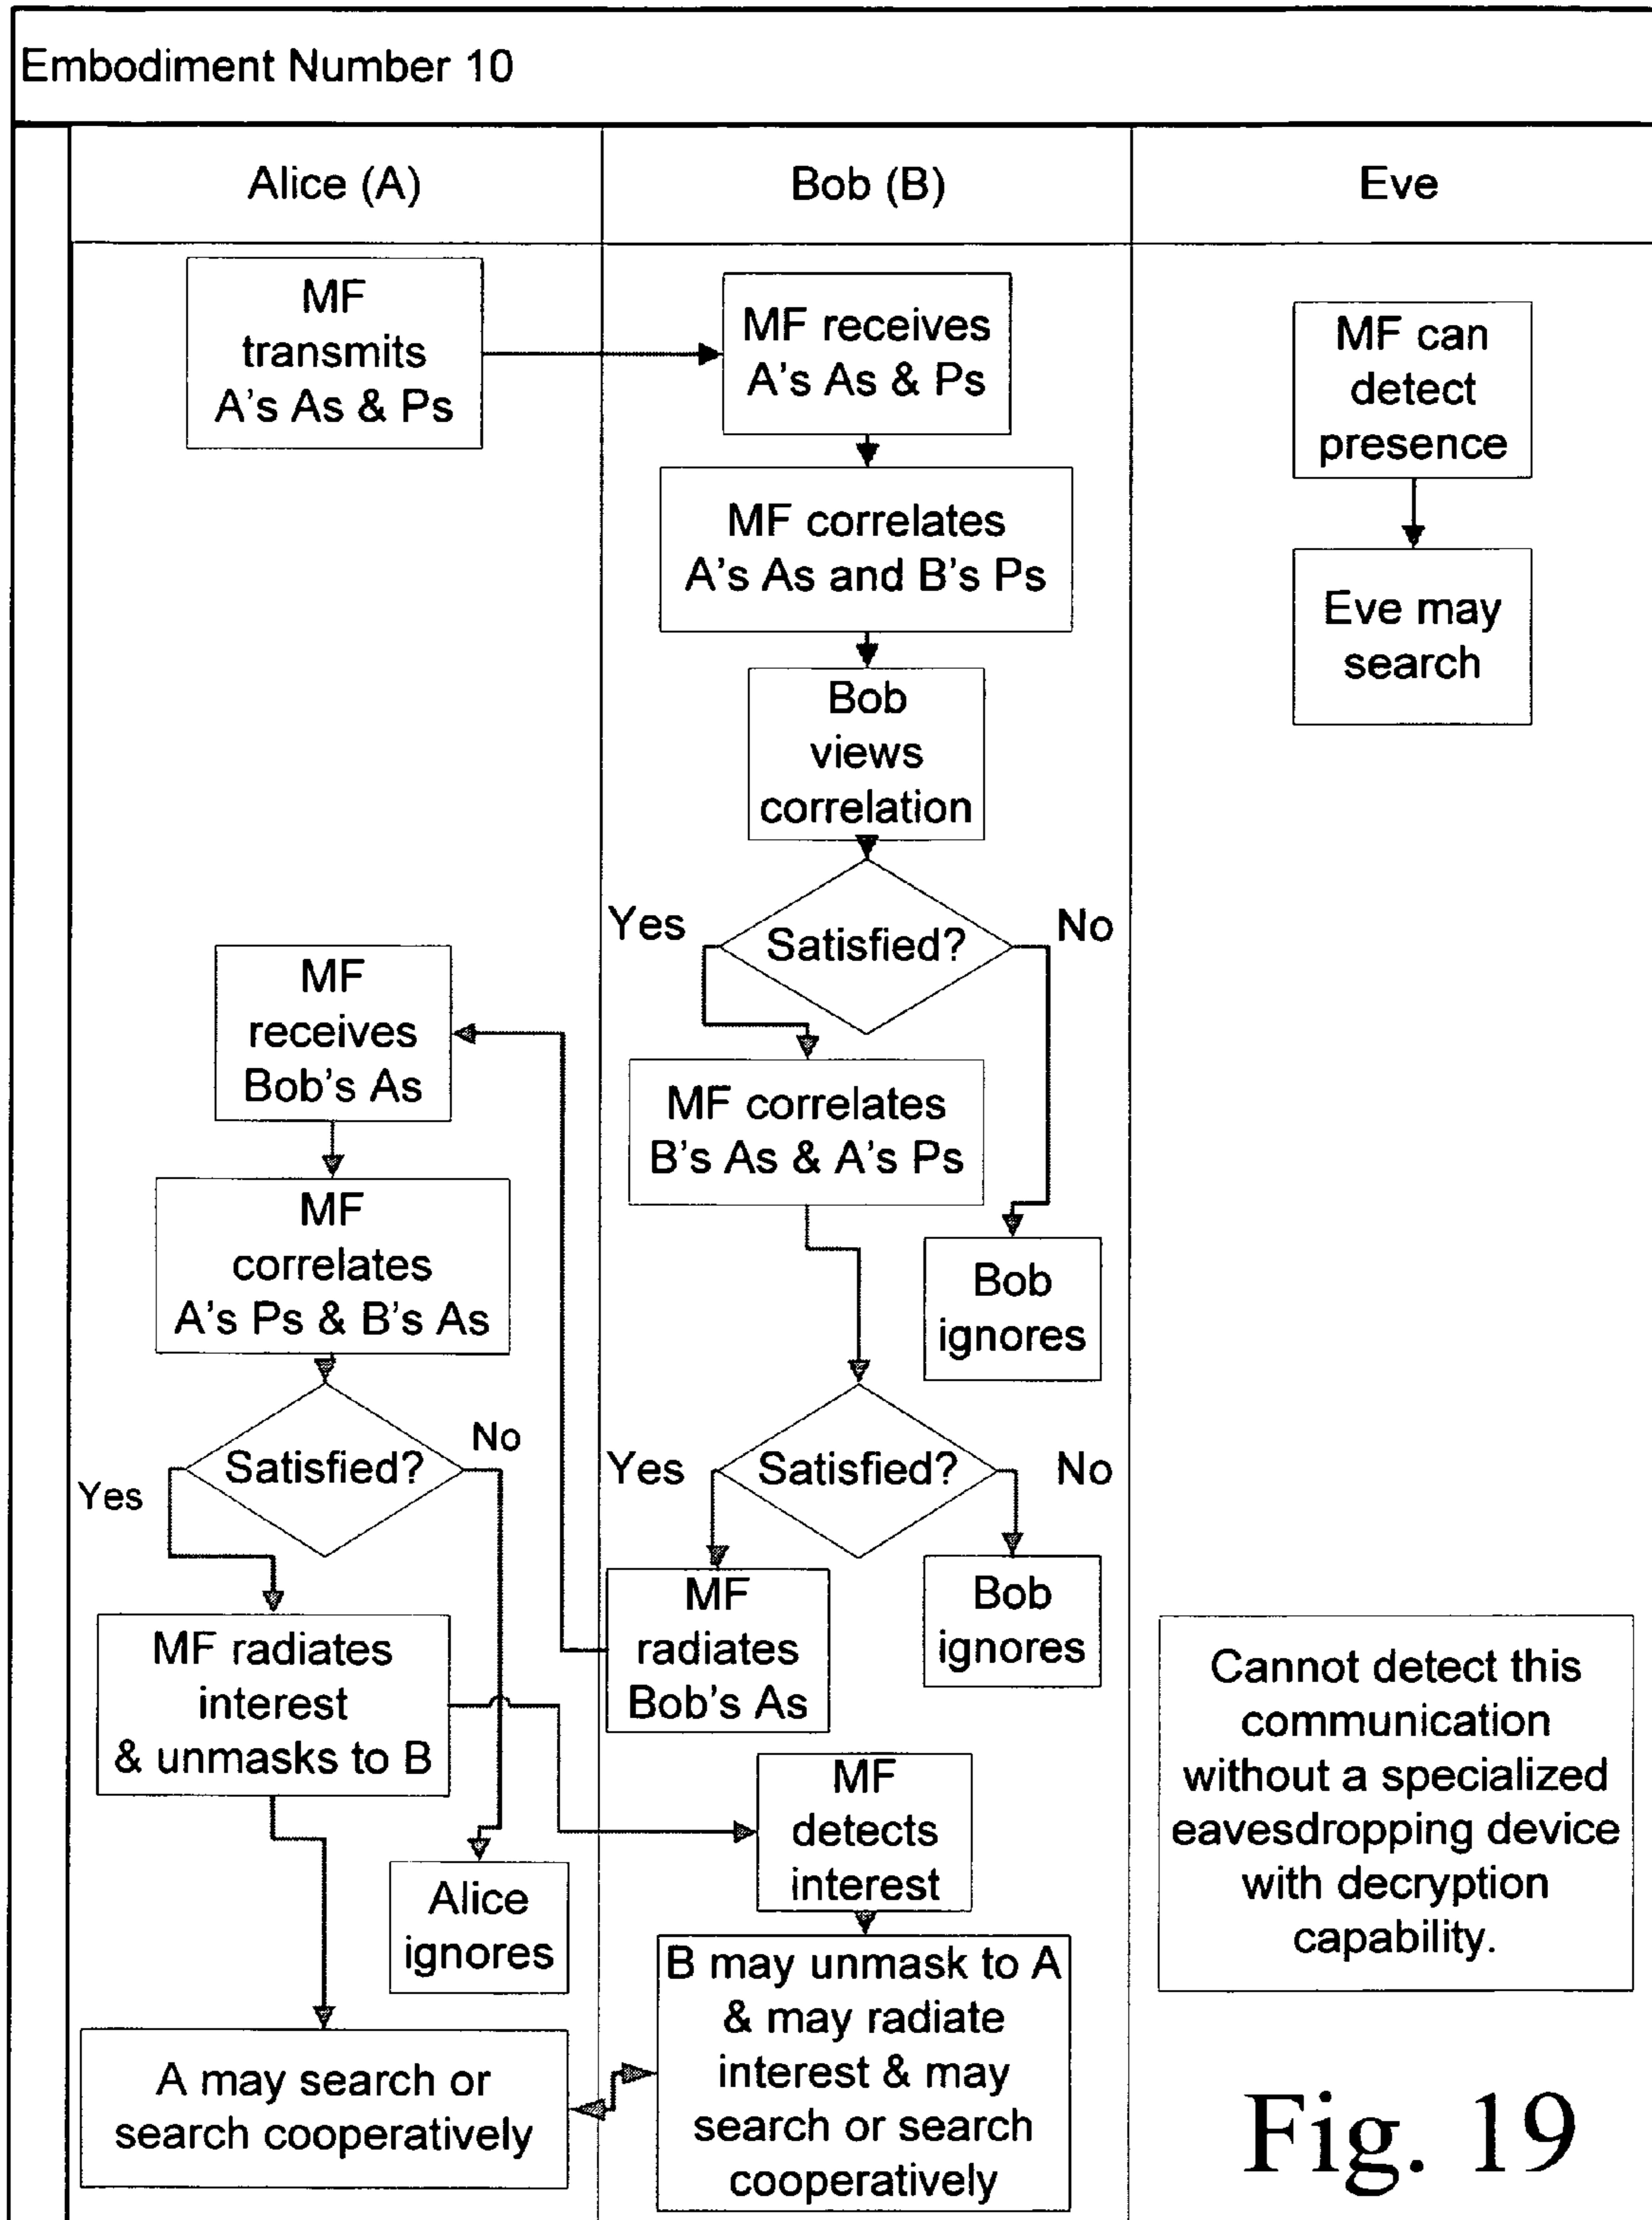 Embodiment Number 10
Alice (A)
Bob (B)
Eve
MF
transmits
A's As & Ps
MF receives
A's As & Ps
MF can
detect
presence
MF correlates
A's As and B's Ps
Eve may
search
Bob
views
correlation
Yes
Satisfied?
No
MF
receives
Bob's As
MF correlates
B's As & A's Ps
MF
correlates
A's Ps & B's As
Bob
ignores
Yes
Satisfied?
No
Yes
Satisfied?
No
MF
radiates
Bob's As
Bob
ignores
MF radiates
interest
& unmasks to B
Cannot detect this
communication
without a specialized
eavesdropping device
with decryption
capability.
MF
detects
interest
Alice
ignores
B may unmask to A
& may radiate
interest & may
search or search
cooperatively
A may search or
search cooperatively
Fig. 19